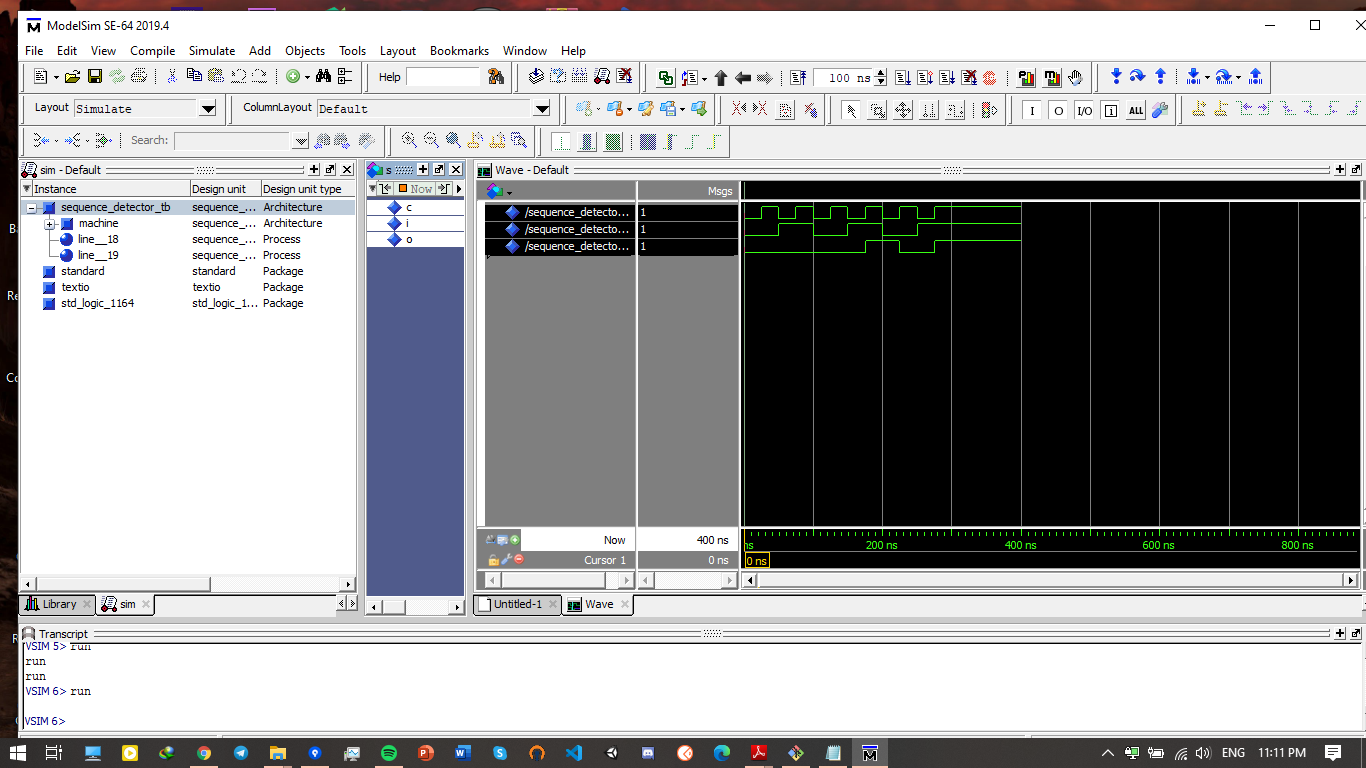 ModelSim SE-64 2019.4
File Edit View Compile Simulate Add Objects Tools Layout Bookmarks Window Help
Help
100 ns
Layout Simulate
ColumnLayout Default
I O I/O i ALL
Search:
sim - Default
Instance Design unit Design unit type
sequence_detector_tb sequence_... Architecture
machine sequence_... Architecture
line__18 sequence_... Process
line__19 sequence_... Process
standard standard Package
textio textio Package
std_logic_1164 std_logic_1... Package
s
Now
c
i
o
Wave - Default
Msgs
/sequence_detecto... 1
/sequence_detecto... 1
/sequence_detecto... 1
Now 400 ns
Cursor 1 0 ns
ns 200 ns 400 ns 600 ns 800 ns
0 ns
Library sim
Untitled-1 Wave
Transcript
VSIM 5> run
run
run
VSIM 6> run
VSIM 6>
ENG 11:11 PM